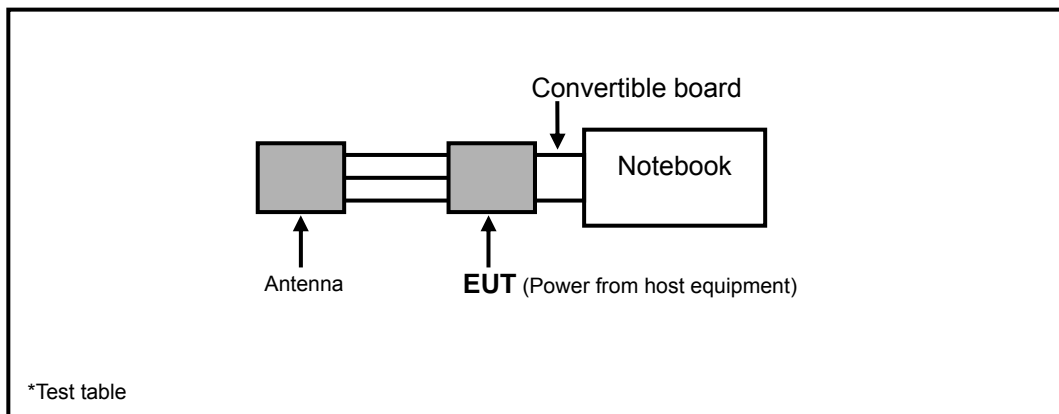 Convertible board
Notebook
Antenna
EUT (Power from host equipment)
*Test table